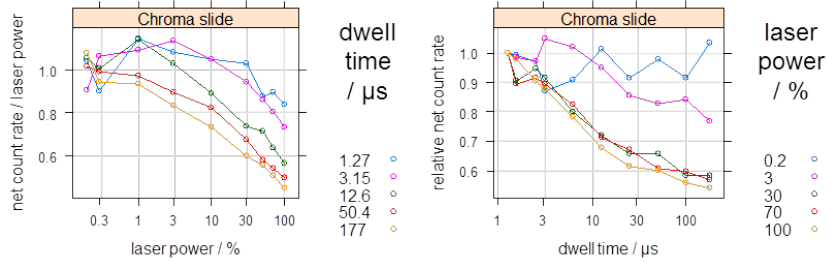 Chroma slide
net count rate / laser power
1.0
0.8
0.6
0.3
1
3
10
30
100
laser power / %
dwell
time
/ µs
1.27
3.15
12.6
50.4
177
Chroma slide
relative net count rate
1.0
0.9
0.8
0.7
0.6
1
3
10
30
100
dwell time / µs
laser
power
/ %
0.2
3
30
70
100